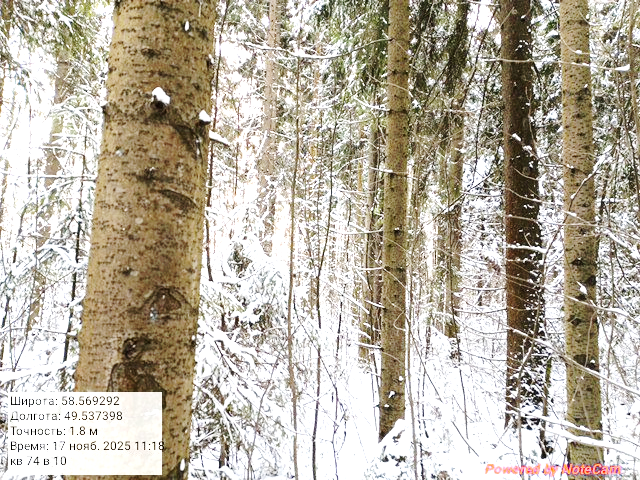 Широта: 58.569292
Долгота: 49.537398
Точность: 1.8 м
Время: 17 нояб. 2025 11:18
кв 74 в 10
Powered by NoteCam